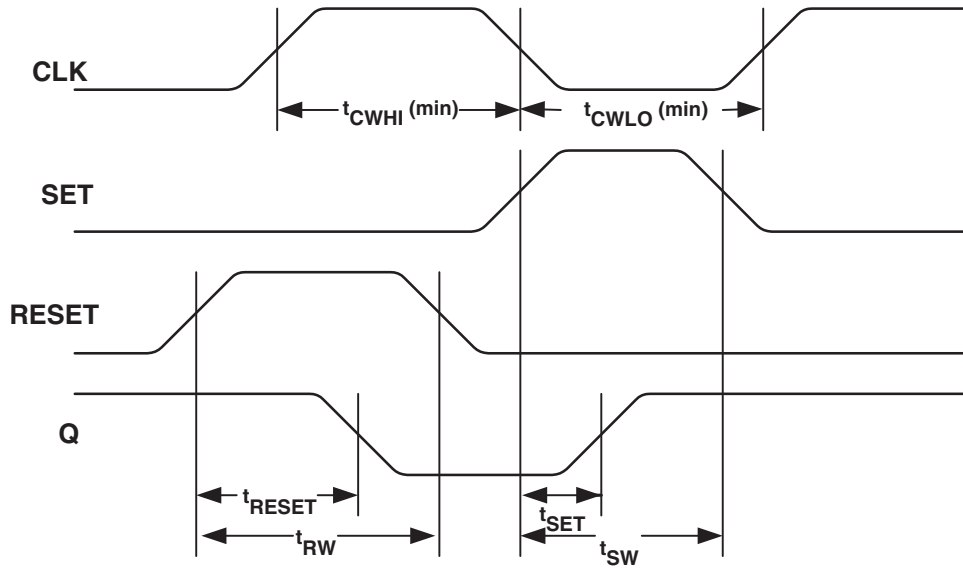 CLK
tCWHI (min)
tCWLO (min)
SET
RESET
Q
tRESET
tSET
tRW
tSW